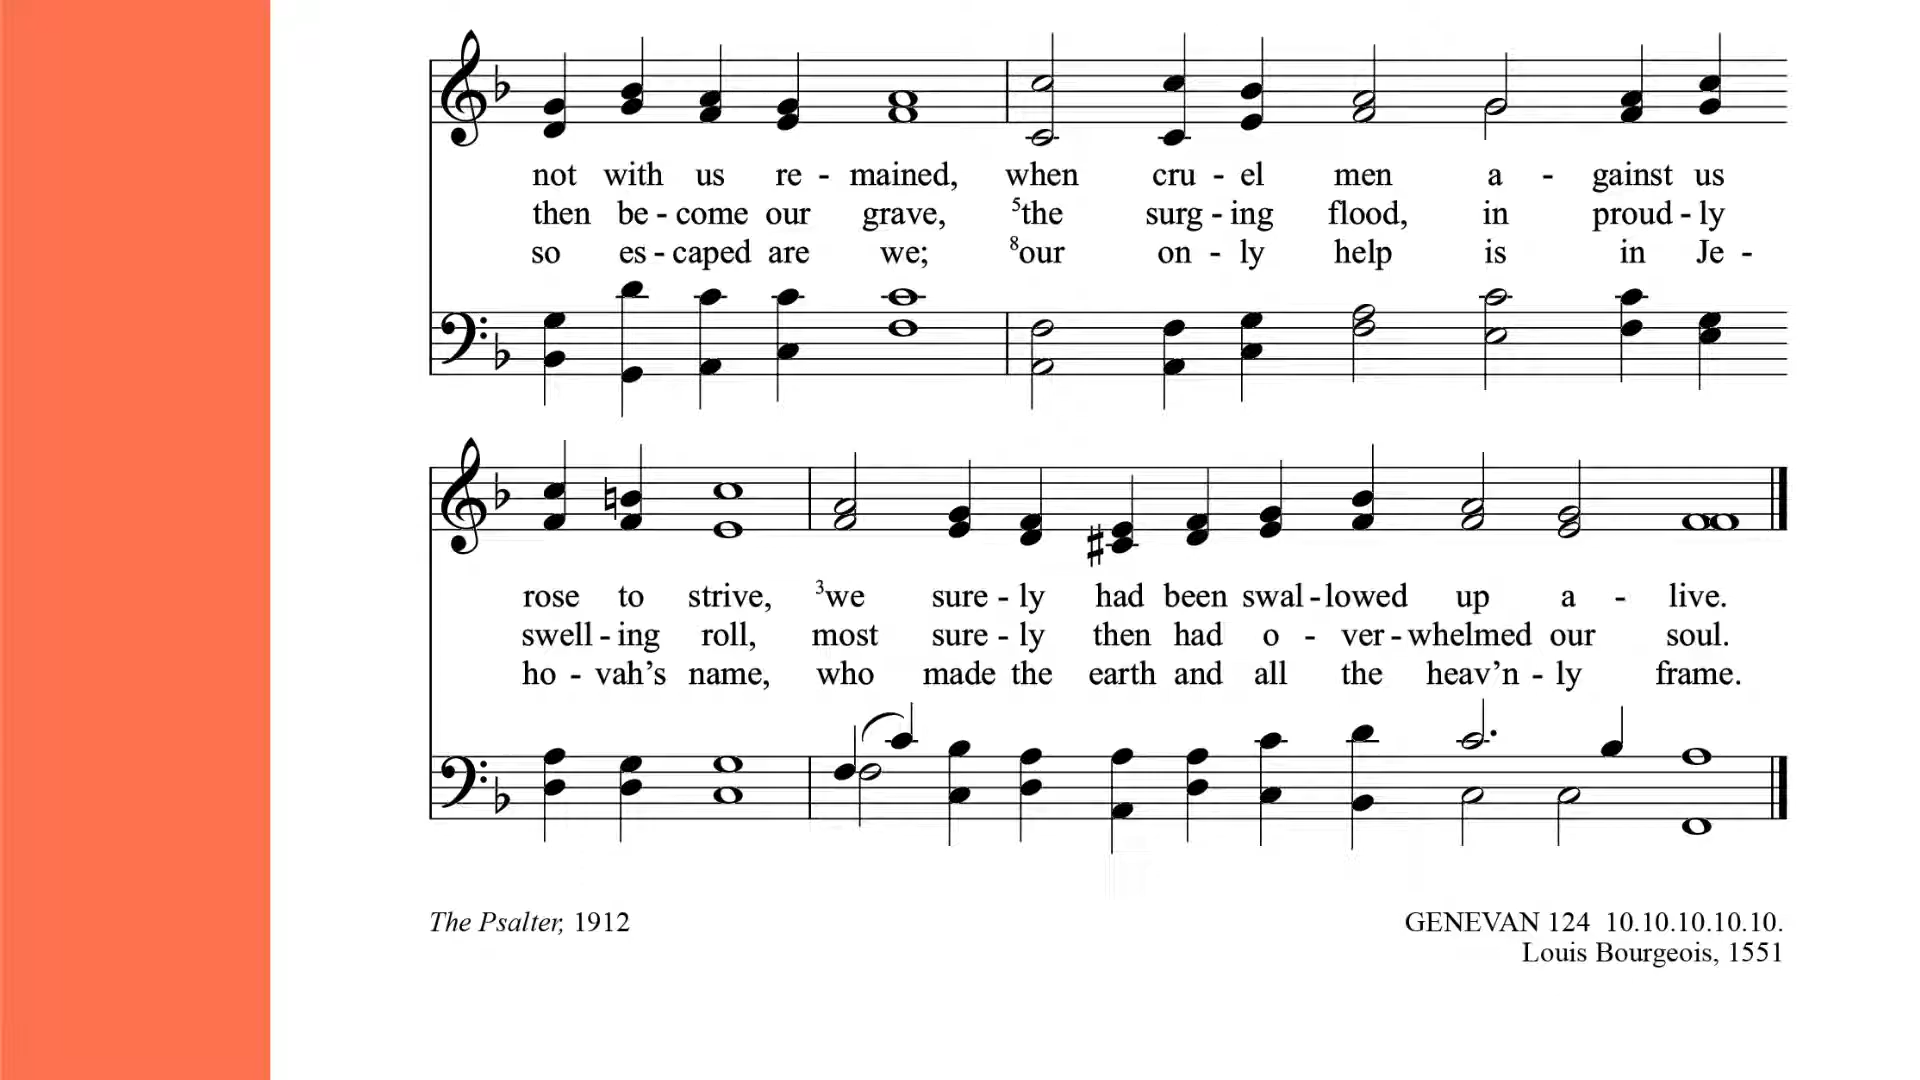 not with us re - mained, when cru - el men a - gainst us
then be - come our grave, ⁵the surg - ing flood, in proud - ly
so es - caped are we; ⁸our on - ly help is in Je -
rose to strive, ³we sure - ly had been swal - lowed up a - live.
swell - ing roll, most sure - ly then had o - ver - whelmed our soul.
ho - vah's name, who made the earth and all the heav'n - ly frame.
The Psalter, 1912
GENEVAN 124 10.10.10.10.10.
Louis Bourgeois, 1551